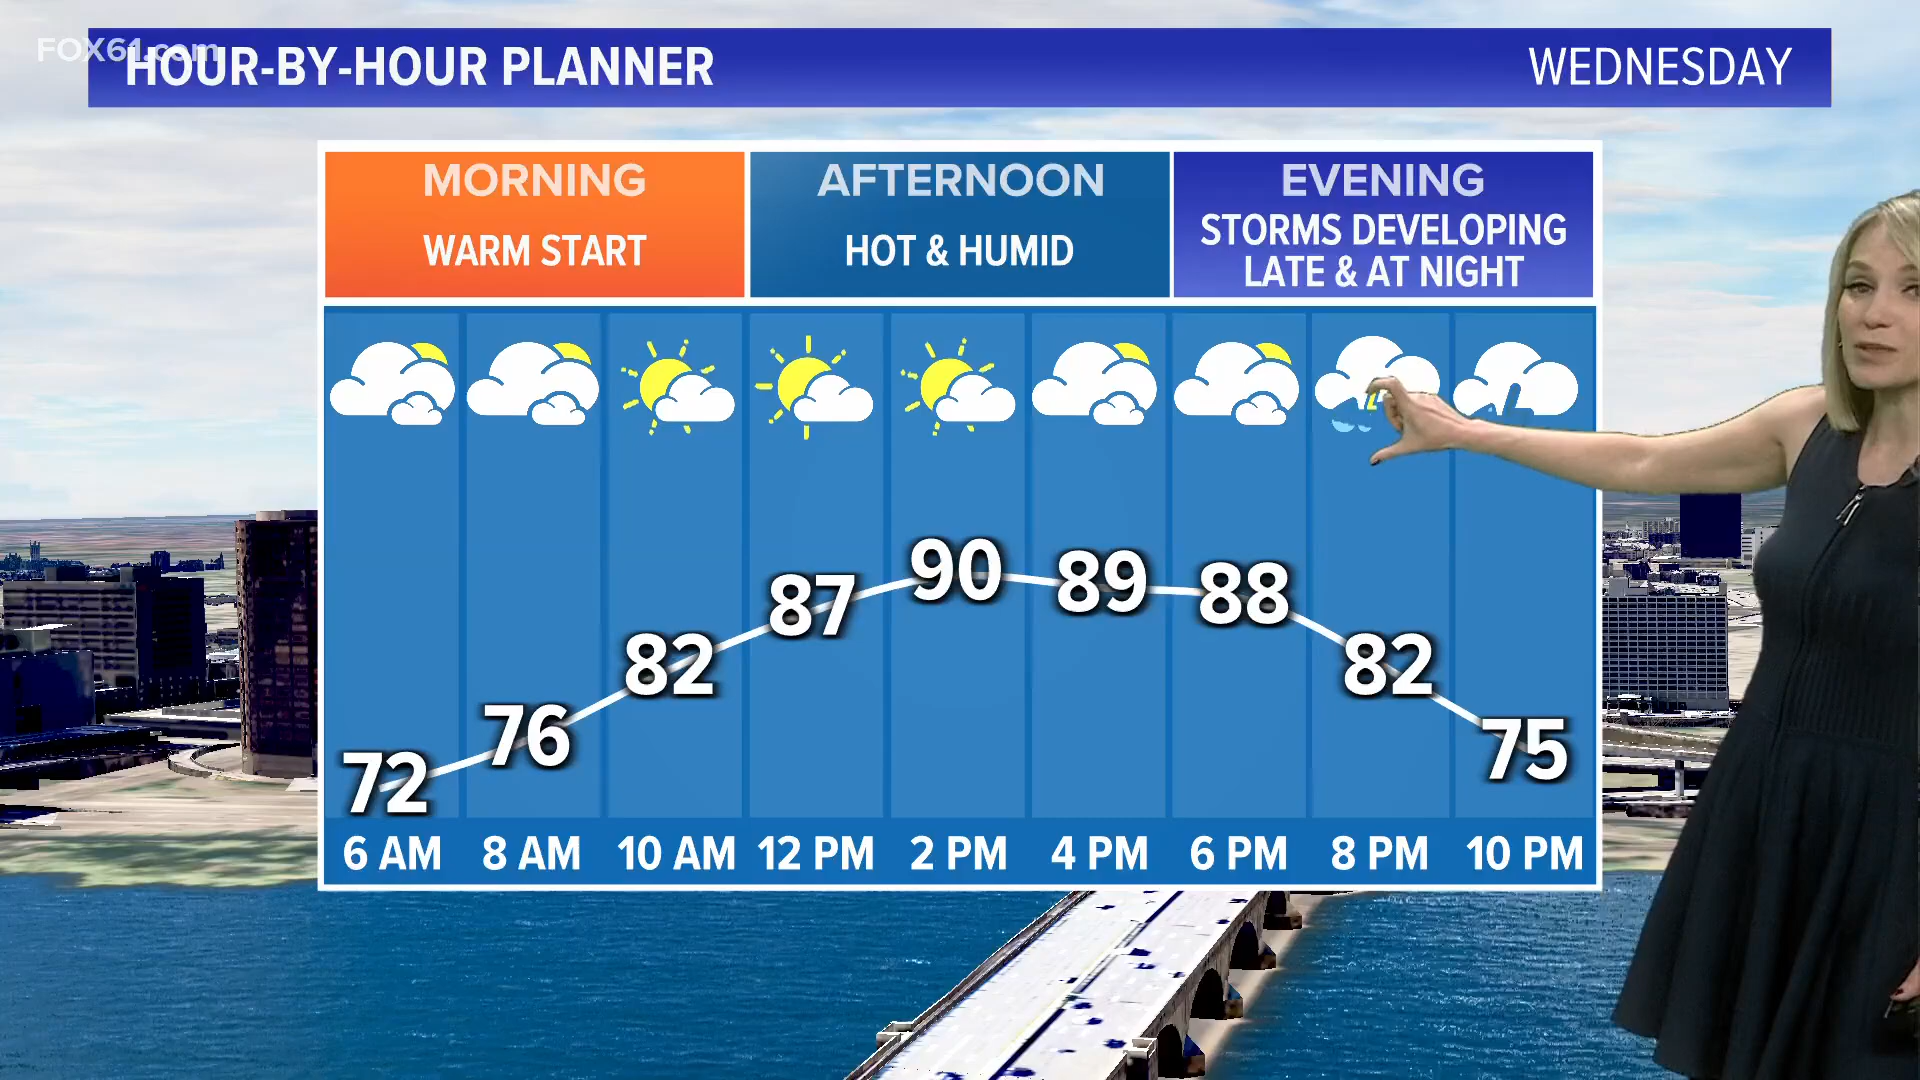 FOX61.com
HOUR-BY-HOUR PLANNER
WEDNESDAY
MORNING
WARM START
AFTERNOON
HOT & HUMID
EVENING
STORMS DEVELOPING
LATE & AT NIGHT
72
76
82
87
90
89
88
82
75
6 AM
8 AM
10 AM
12 PM
2 PM
4 PM
6 PM
8 PM
10 PM